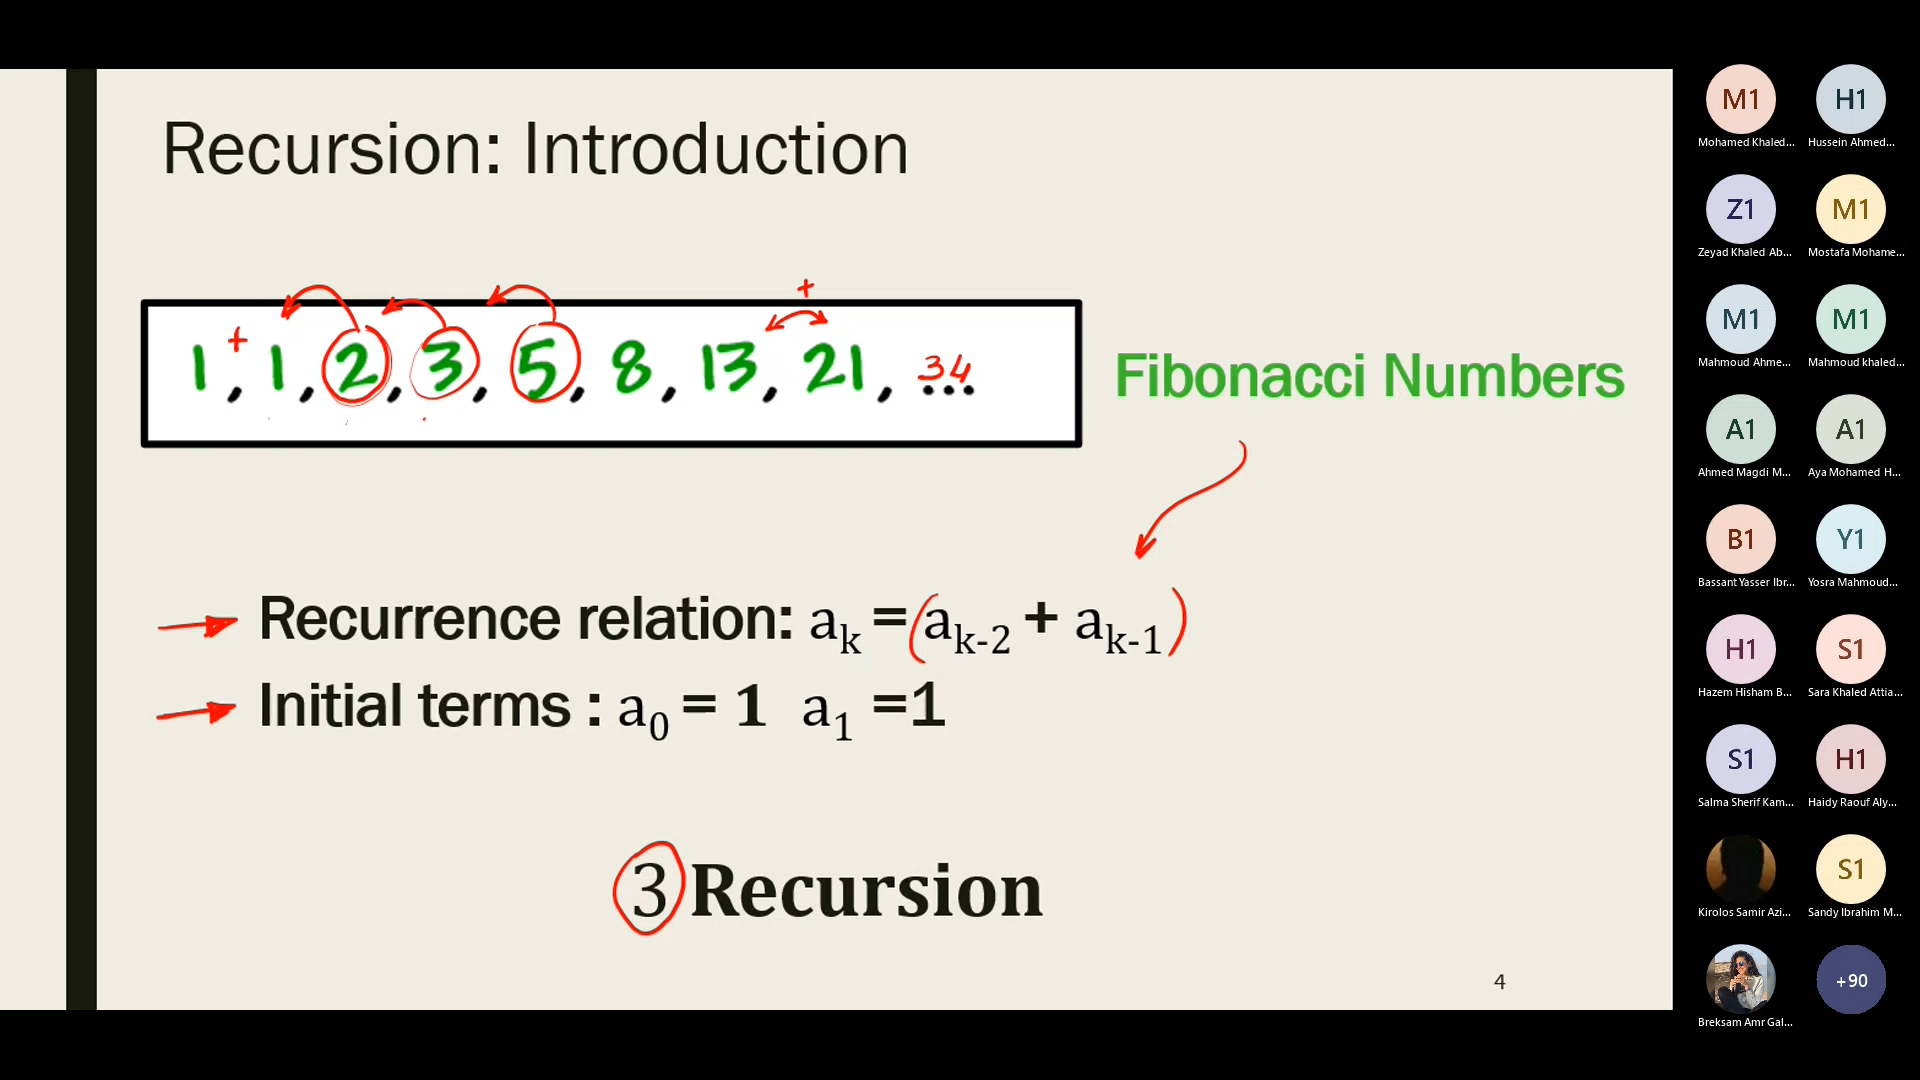 Recursion: Introduction
+
1 + , 1 , 2 , 3 , 5 , 8 , 13 , 21 , 34 ...
Fibonacci Numbers
Recurrence relation: aₖ = (aₖ₋₂ + aₖ₋₁)
Initial terms : a₀ = 1 a₁ =1
3 Recursion
4
M1 H1
Mohamed Khaled... Hussein Ahmed...
Z1 M1
Zeyad Khaled Ab... Mostafa Mohame...
M1 M1
Mahmoud Ahme... Mahmoud khaled...
A1 A1
Ahmed Magdi M... Aya Mohamed H...
B1 Y1
Bassant Yasser Ibr... Yosra Mahmoud...
H1 S1
Hazem Hisham B... Sara Khaled Attia...
S1 H1
Salma Sherif Kam... Haidy Raouf Aly...
S1
Kirolos Samir Azi... Sandy Ibrahim M...
+90
Breksam Amr Gal...